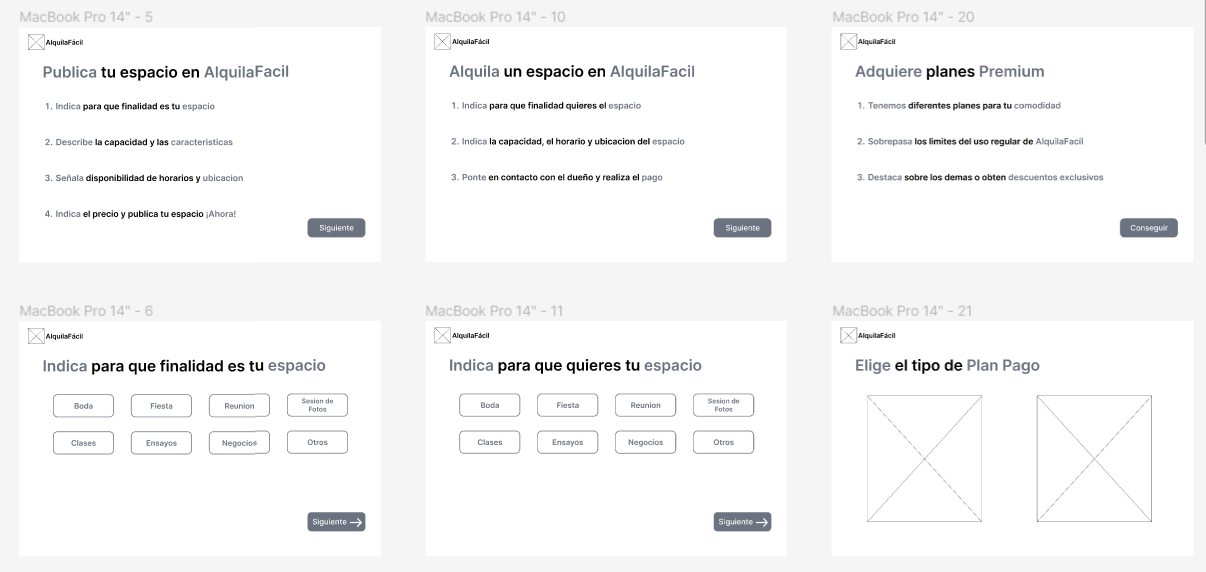 MacBook Pro 14" - 5
AlquilaFácil
Publica tu espacio en AlquilaFacil
1. Indica para que finalidad es tu espacio
2. Describe la capacidad y las caracteristicas
3. Señala disponibilidad de horarios y ubicacion
4. Indica el precio y publica tu espacio ¡Ahora!
Siguiente
MacBook Pro 14" - 10
AlquilaFácil
Alquila un espacio en AlquilaFacil
1. Indica para que finalidad quieres el espacio
2. Indica la capacidad, el horario y ubicacion del espacio
3. Ponte en contacto con el dueño y realiza el pago
Siguiente
MacBook Pro 14" - 20
AlquilaFácil
Adquiere planes Premium
1. Tenemos diferentes planes para tu comodidad
2. Sobrepasa los limites del uso regular de AlquilaFacil
3. Destaca sobre los demas o obten descuentos exclusivos
Conseguir
MacBook Pro 14" - 6
AlquilaFácil
Indica para que finalidad es tu espacio
Boda
Fiesta
Reunion
Sesion de
Fotos
Clases
Ensayos
Negocios
Otros
Siguiente
MacBook Pro 14" - 11
AlquilaFácil
Indica para que quieres tu espacio
Boda
Fiesta
Reunion
Sesion de
Fotos
Clases
Ensayos
Negocios
Otros
Siguiente
MacBook Pro 14" - 21
AlquilaFácil
Elige el tipo de Plan Pago